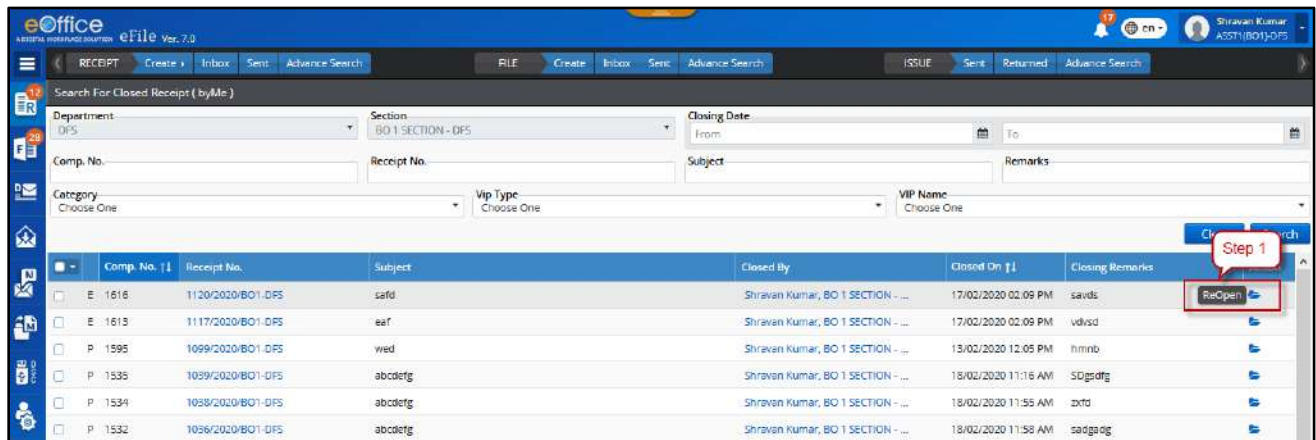 eOffice
A DIGITAL WORKPLACE SOLUTION eFile Ver. 7.0
17 en Shravan Kumar
ASST1(BO1)-DFS
RECEIPT Create Inbox Sent Advance Search FILE Create Inbox Sent Advance Search ISSUE Sent Returned Advance Search
12 Search For Closed Receipt ( byMe )
Department Section Closing Date
DFS BO 1 SECTION - DFS From To
28
Comp. No. Receipt No. Subject Remarks
Category Vip Type VIP Name
Choose One Choose One Choose One
Step 1
Comp. No. Receipt No. Subject Closed By Closed On Closing Remarks
E 1616 1120/2020/BO1-DFS safd Shravan Kumar, BO 1 SECTION - ... 17/02/2020 02:09 PM savds ReOpen
E 1613 1117/2020/BO1-DFS eaf Shravan Kumar, BO 1 SECTION - ... 17/02/2020 02:09 PM vdvsd
P 1595 1099/2020/BO1-DFS wed Shravan Kumar, BO 1 SECTION - ... 13/02/2020 12:05 PM hmnb
P 1535 1039/2020/BO1-DFS abcdefg Shravan Kumar, BO 1 SECTION - ... 18/02/2020 11:16 AM SDgsdfg
P 1534 1038/2020/BO1-DFS abcdefg Shravan Kumar, BO 1 SECTION - ... 18/02/2020 11:55 AM zxfd
P 1532 1036/2020/BO1-DFS abcdefg Shravan Kumar, BO 1 SECTION - ... 18/02/2020 11:58 AM sadgadg